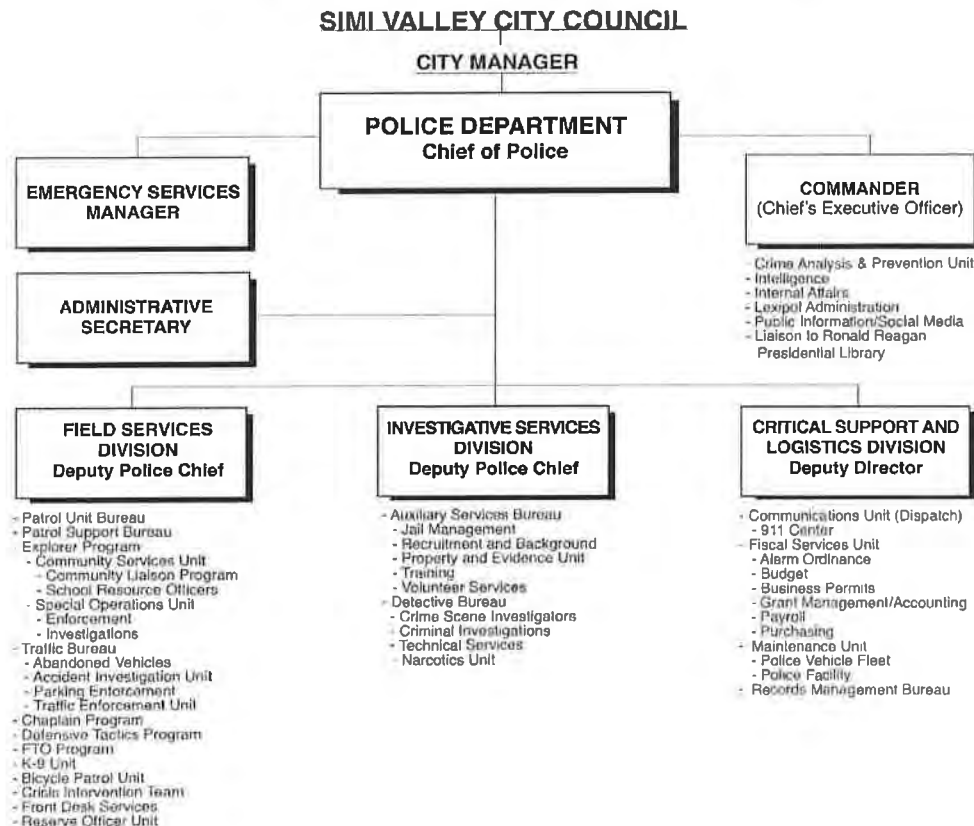 SIMI VALLEY CITY COUNCIL
CITY MANAGER
POLICE DEPARTMENT
Chief of Police
EMERGENCY SERVICES
MANAGER
COMMANDER
(Chief's Executive Officer)
- Crime Analysis & Prevention Unit
- Intelligence
- Internal Affairs
- Lexipol Administration
- Public Information/Social Media
- Liaison to Ronald Reagan
Presidential Library
ADMINISTRATIVE
SECRETARY
FIELD SERVICES
DIVISION
Deputy Police Chief
- Patrol Unit Bureau
- Patrol Support Bureau
Explorer Program
- Community Services Unit
- Community Liaison Program
- School Resource Officers
- Special Operations Unit
- Enforcement
- Investigations
- Traffic Bureau
- Abandoned Vehicles
- Accident Investigation Unit
- Parking Enforcement
- Traffic Enforcement Unit
- Chaplain Program
- Defensive Tactics Program
- FTO Program
- K-9 Unit
- Bicycle Patrol Unit
- Crisis Intervention Team
- Front Desk Services
- Reserve Officer Unit
INVESTIGATIVE SERVICES
DIVISION
Deputy Police Chief
- Auxiliary Services Bureau
- Jail Management
- Recruitment and Background
- Property and Evidence Unit
- Training
- Volunteer Services
- Detective Bureau
- Crime Scene Investigators
- Criminal Investigations
- Technical Services
- Narcotics Unit
CRITICAL SUPPORT AND
LOGISTICS DIVISION
Deputy Director
- Communications Unit (Dispatch)
- 911 Center
- Fiscal Services Unit
- Alarm Ordinance
- Budget
- Business Permits
- Grant Management/Accounting
- Payroll
- Purchasing
- Maintenance Unit
- Police Vehicle Fleet
- Police Facility
- Records Management Bureau